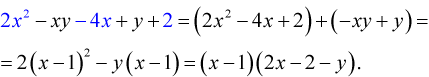 2x² - xy - 4x + y + 2 = (2x² - 4x + 2) + (-xy + y) =
= 2(x - 1)² - y(x - 1) = (x - 1)(2x - 2 - y).